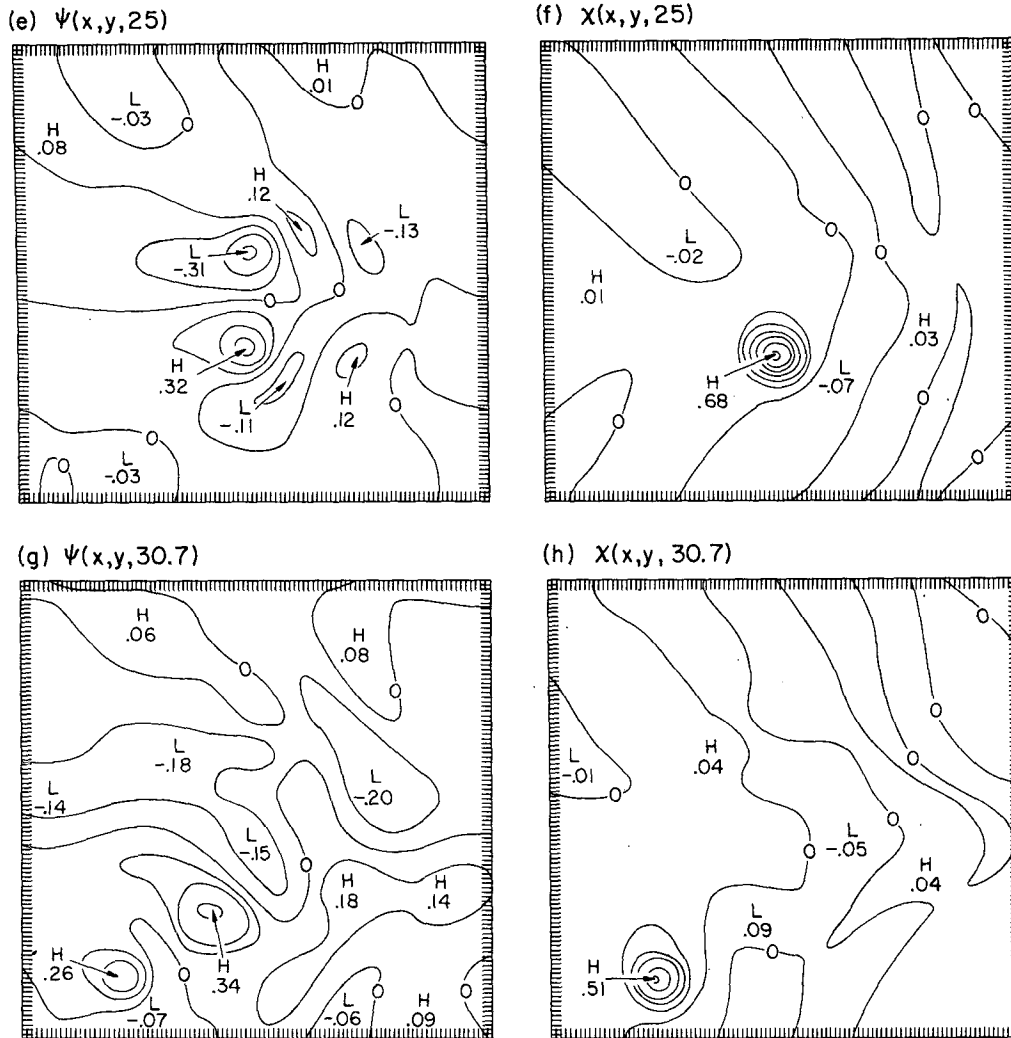 (e) Ψ(x,y,25)
H
.01
L
-.03
O
O
H
.08
H
.12
L
-.13
L
-.31
O
O
H
.32
L
-.11
H
.12
O
O
O
L
-.03
(f) χ(x,y,25)
O
O
O
L
-.02
O
O
H
.01
H
.03
H
.68
L
-.07
O
O
O
(g) Ψ(x,y,30.7)
H
.06
H
.08
O
O
L
-.18
L
-.14
L
-.20
L
-.15
O
H
.18
H
.14
H
.26
H
.34
L
-.07
O
L
-.06
O
H
.09
O
(h) χ(x,y,30.7)
O
O
H
.04
L
-.01
O
O
O
O
L
-.05
H
.04
L
.09
O
H
.51